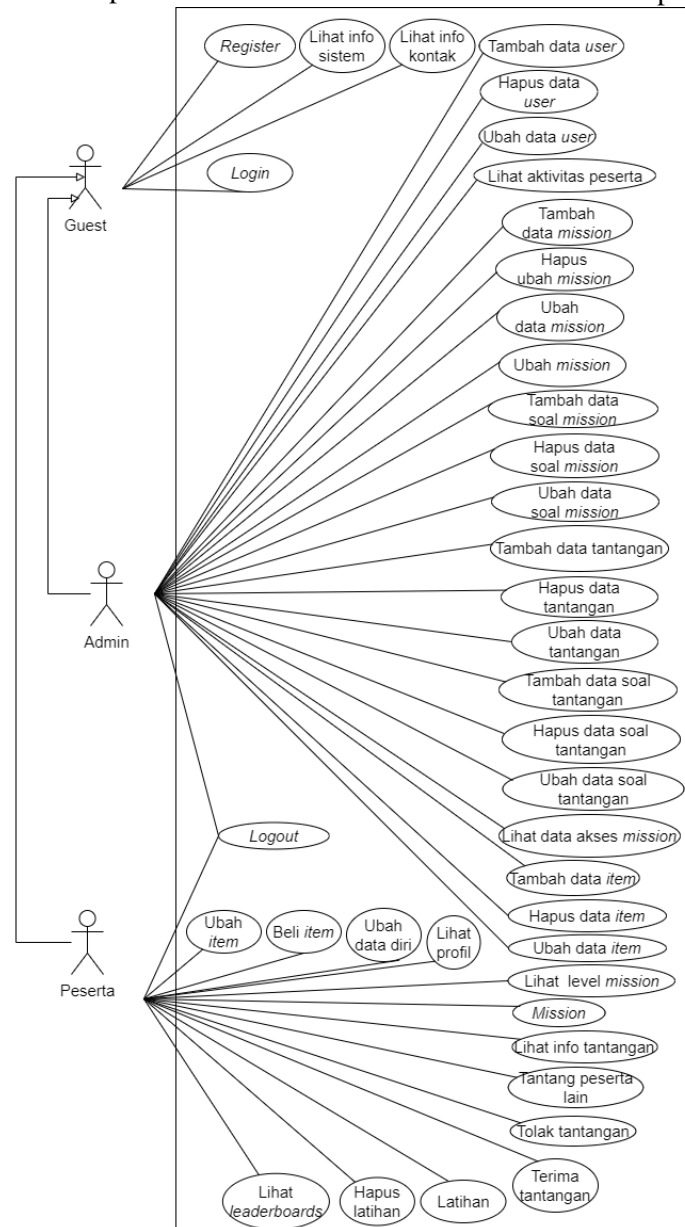 Register
Lihat info
sistem
Lihat info
kontak
Tambah data user
Hapus data
user
Ubah data user
Login
Lihat aktivitas peserta
Guest
Tambah
data mission
Hapus
ubah mission
Ubah
data mission
Ubah mission
Tambah data
soal mission
Hapus data
soal mission
Ubah data
soal mission
Tambah data tantangan
Hapus data
tantangan
Admin
Ubah data
tantangan
Tambah data soal
tantangan
Hapus data soal
tantangan
Ubah data soal
tantangan
Logout
Lihat data akses mission
Tambah data item
Hapus data item
Ubah data item
Ubah
item
Beli item
Ubah
data diri
Lihat
profil
Peserta
Lihat level mission
Mission
Lihat info tantangan
Tantang peserta
lain
Tolak tantangan
Terima
tantangan
Lihat
leaderboards
Hapus
latihan
Latihan